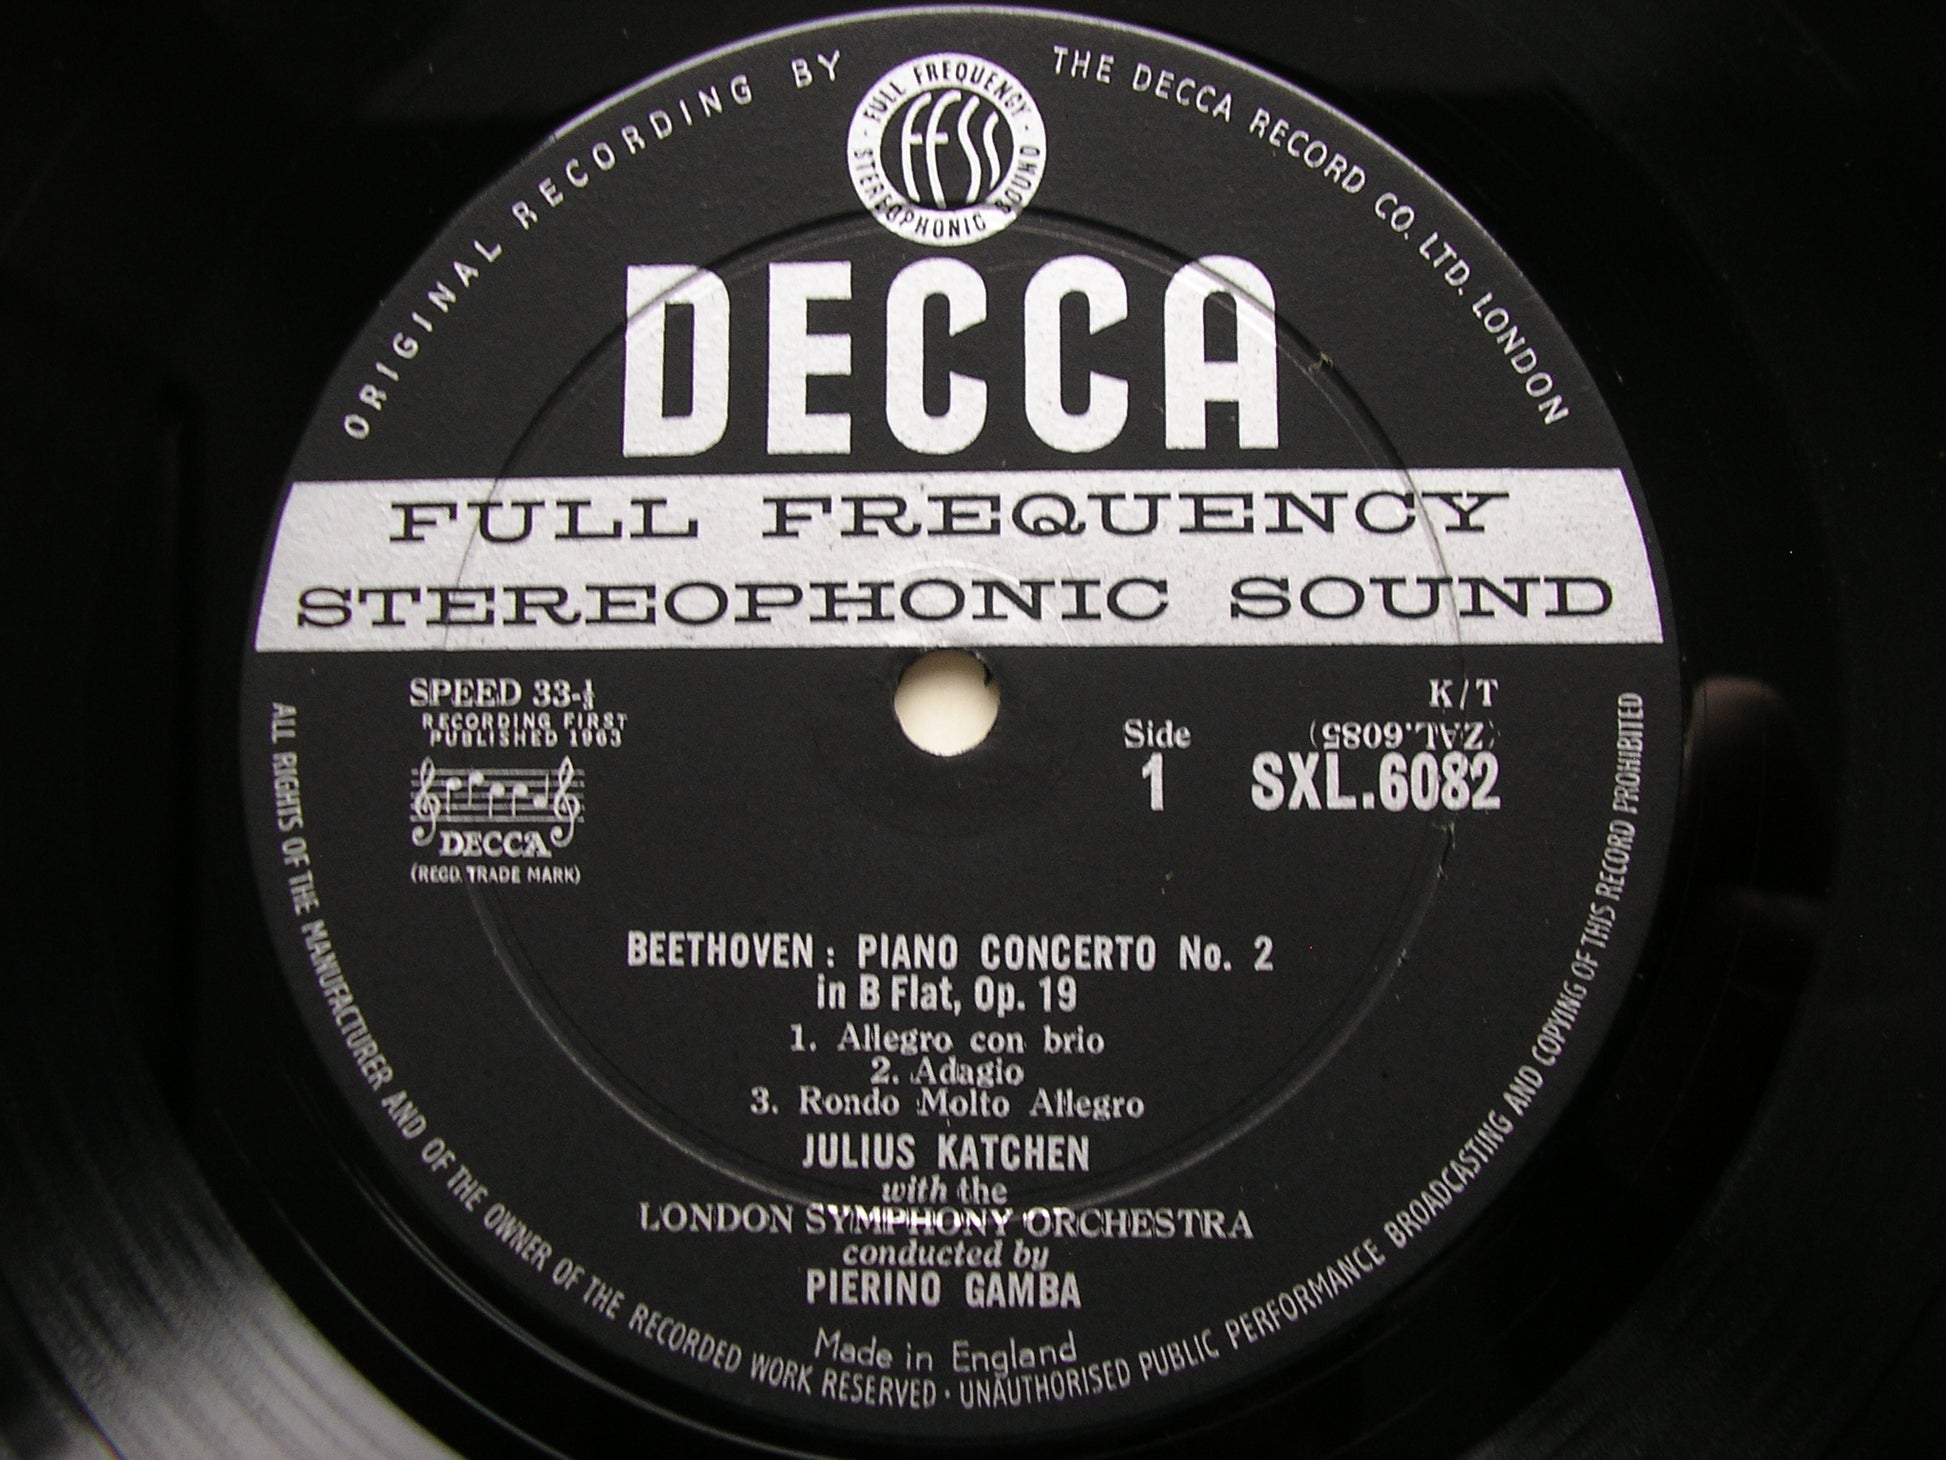 ORIGINAL RECORDING BY THE DECCA RECORD CO. LTD. LONDON
FULL FREQUENCY
FFSS
STEREOPHONIC SOUND
DECCA
FULL FREQUENCY
STEREOPHONIC SOUND
SPEED 33-⅓
RECORDING FIRST
PUBLISHED 1963
DECCA
(REGD. TRADE MARK)
K/T
(ZAL.6085)
Side
1
SXL.6082
BEETHOVEN: PIANO CONCERTO No. 2
in B Flat, Op. 19
1. Allegro con brio
2. Adagio
3. Rondo Molto Allegro
JULIUS KATCHEN
with the
LONDON SYMPHONY ORCHESTRA
conducted by
PIERINO GAMBA
Made in England
ALL RIGHTS OF THE MANUFACTURER AND OF THE OWNER OF THE RECORDED WORK RESERVED · UNAUTHORISED PUBLIC PERFORMANCE BROADCASTING AND COPYING OF THIS RECORD PROHIBITED